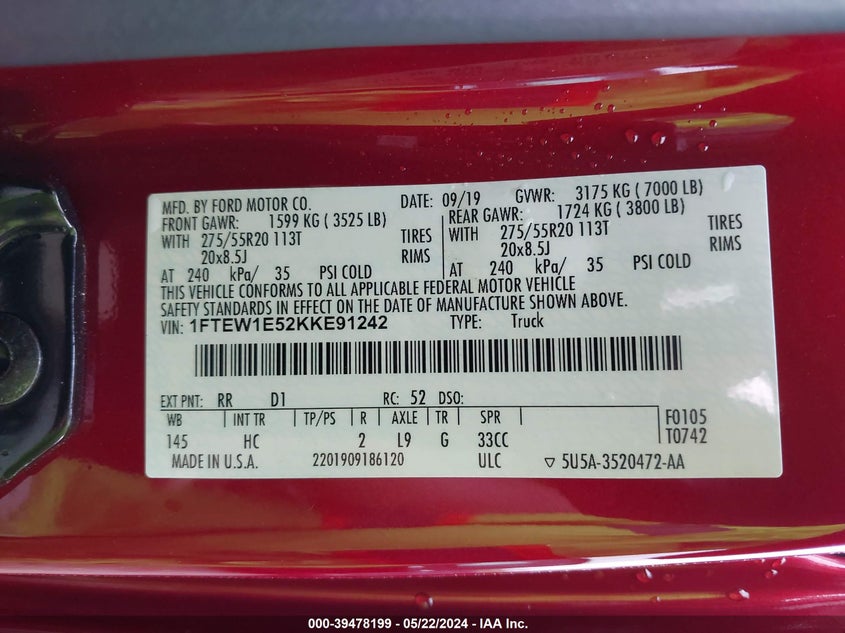 MFD. BY FORD MOTOR CO. DATE: 09/19 GVWR: 3175 KG ( 7000 LB)
FRONT GAWR: 1599 KG ( 3525 LB) REAR GAWR: 1724 KG ( 3800 LB)
WITH 275/55R20 113T TIRES WITH 275/55R20 113T TIRES
20x8.5J RIMS 20x8.5J RIMS
AT 240 kPa/ 35 PSI COLD AT 240 kPa/ 35 PSI COLD
THIS VEHICLE CONFORMS TO ALL APPLICABLE FEDERAL MOTOR VEHICLE
SAFETY STANDARDS IN EFFECT ON THE DATE OF MANUFACTURE SHOWN ABOVE.
VIN: 1FTEW1E52KKE91242 TYPE: Truck
EXT PNT: RR D1 RC: 52 DSO:
WB INT TR TP/PS R AXLE TR SPR F0105
145 HC 2 L9 G 33CC T0742
MADE IN U.S.A. 2201909186120 ULC ▽ 5U5A-3520472-AA
000-39478199 - 05/22/2024 - IAA Inc.